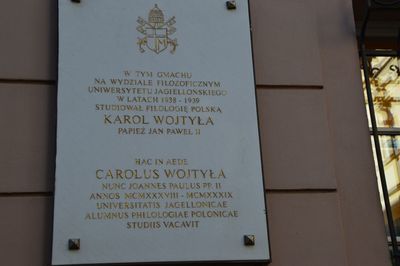 W TYM GMACHU
NA WYDZIALE FILOZOFICZNYM
UNIWERSYTETU JAGIELLOŃSKIEGO
W LATACH 1938 - 1939
STUDIOWAŁ FILOLOGIĘ POLSKĄ
KAROL WOJTYŁA
PAPIEŻ JAN PAWEŁ II
HAC IN AEDE
CAROLUS WOJTYŁA
NUNC JOANNES PAULUS PP. II
ANNOS MCMXXXVIII - MCMXXXIX
UNIVERSITATIS JAGELLONICAE
ALUMNUS PHILOLOGIAE POLONICAE
STUDIIS VACAVIT